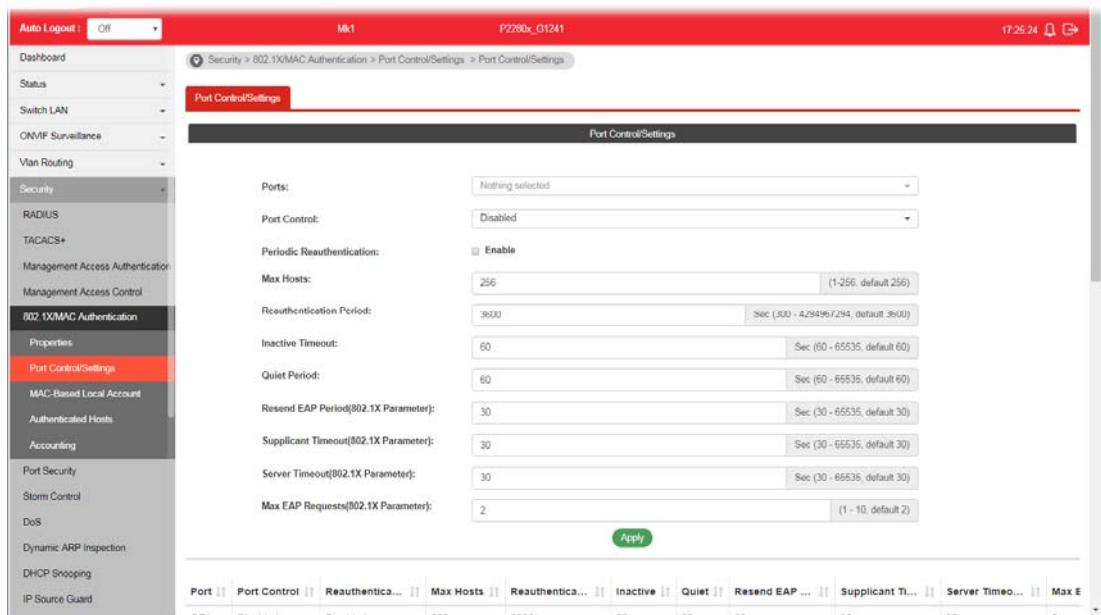 Auto Logout : Off Mk1 P2280x_G1241 17:25:24
Dashboard
Status
Switch LAN
ONVIF Surveillance
Vlan Routing
Security
RADIUS
TACACS+
Management Access Authentication
Management Access Control
802.1X/MAC Authentication
Properties
Port Control/Settings
MAC-Based Local Account
Authenticated Hosts
Accounting
Port Security
Storm Control
DoS
Dynamic ARP Inspection
DHCP Snooping
IP Source Guard
Security > 802.1X/MAC Authentication > Port Control/Settings > Port Control/Settings
Port Control/Settings
Port Control/Settings
Ports: Nothing selected
Port Control: Disabled
Periodic Reauthentication: Enable
Max Hosts: 256 (1-256, default 256)
Reauthentication Period: 3600 Sec (300 - 4294967294, default 3600)
Inactive Timeout: 60 Sec (60 - 65535, default 60)
Quiet Period: 60 Sec (60 - 65535, default 60)
Resend EAP Period(802.1X Parameter): 30 Sec (30 - 65535, default 30)
Supplicant Timeout(802.1X Parameter): 30 Sec (30 - 65535, default 30)
Server Timeout(802.1X Parameter): 30 Sec (30 - 65535, default 30)
Max EAP Requests(802.1X Parameter): 2 (1 - 10, default 2)
Apply
Port Port Control Reauthentica... Max Hosts Reauthentica... Inactive Quiet Resend EAP ... Supplicant Ti... Server Timeo... Max E